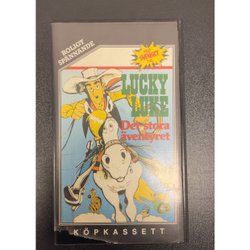 ROLIGT
SPÄNNANDE
LUCKY
LUKE
Det stora
äventyret
KÖPKASSETT